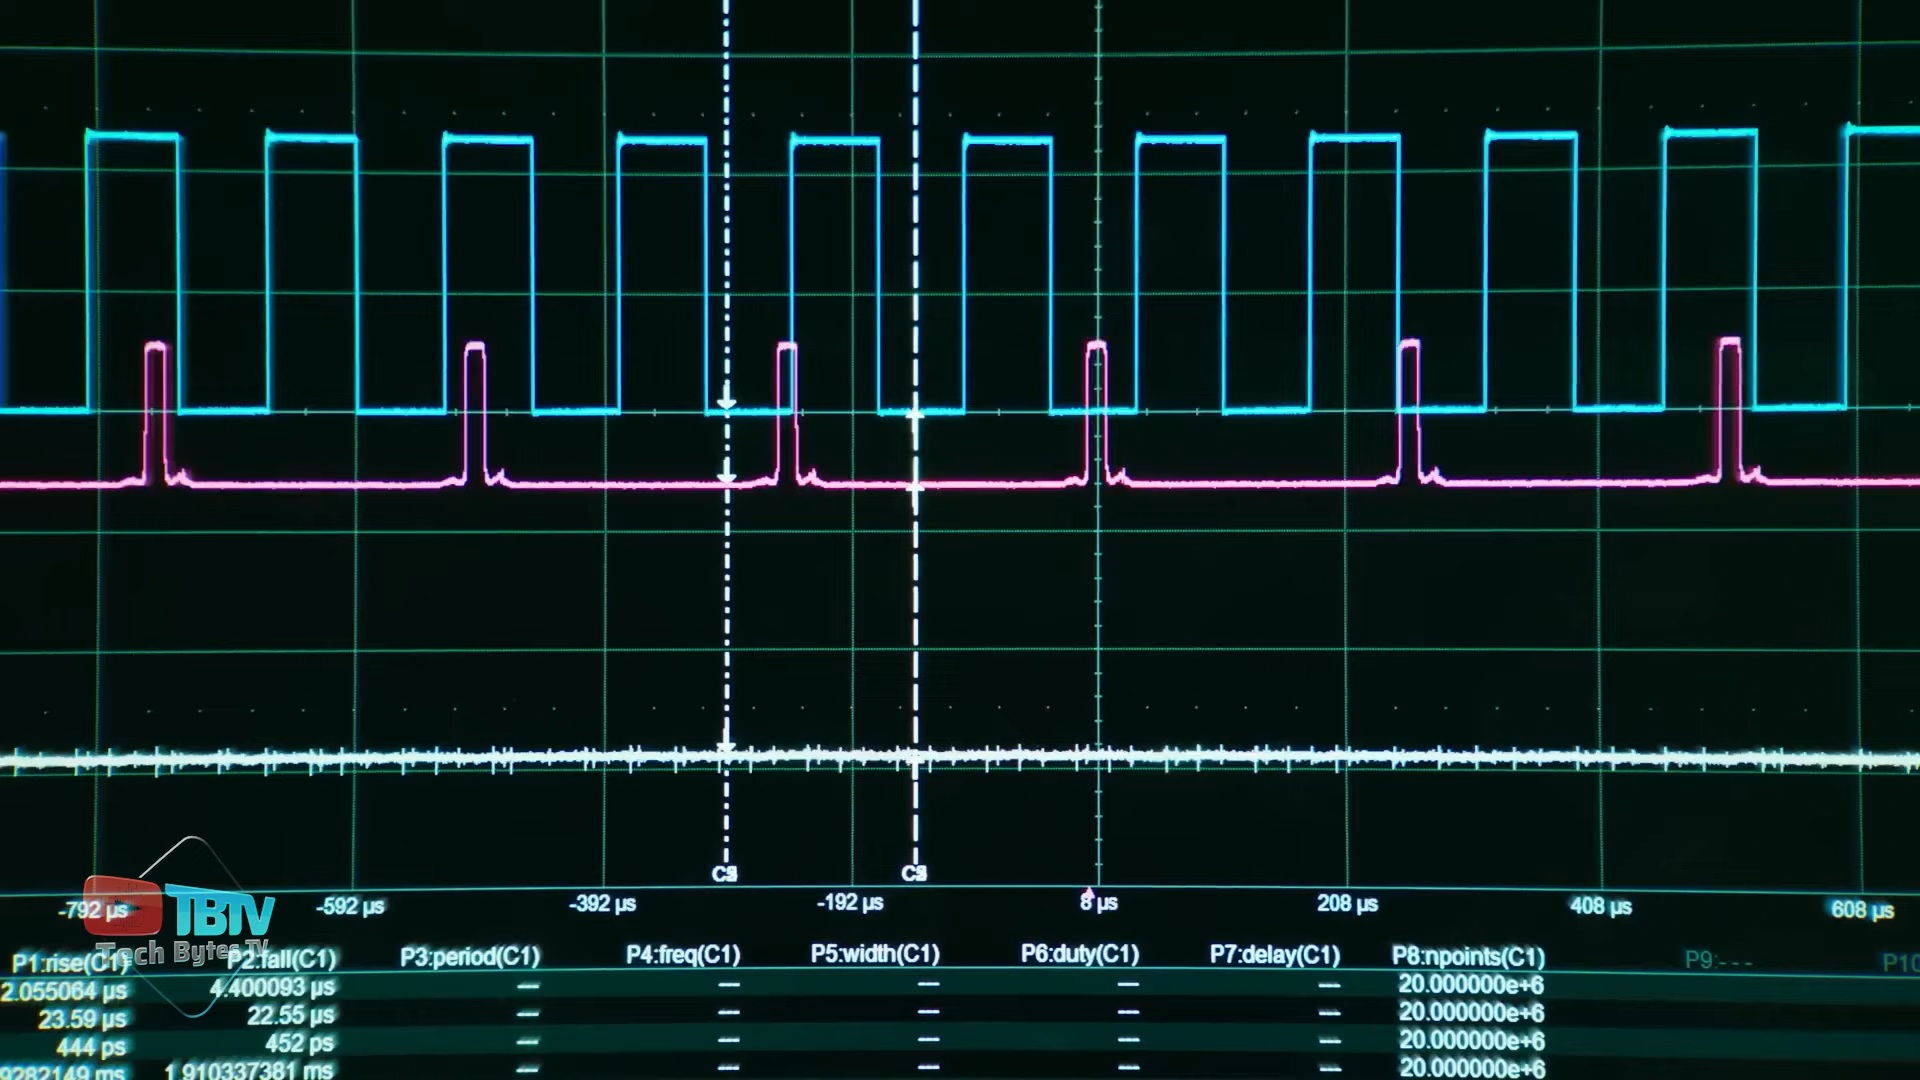 C3 C3
-792 µs -592 µs -392 µs -192 µs 8 µs 208 µs 408 µs 608 µs
TBTV
Tech Bytes TV
P1:rise(C1) P2:fall(C1) P3:period(C1) P4:freq(C1) P5:width(C1) P6:duty(C1) P7:delay(C1) P8:npoints(C1) P9:--- P10
2.055064 µs 4.400093 µs --- --- --- --- --- 20.000000e+6
23.59 µs 22.55 µs --- --- --- --- --- 20.000000e+6
444 ps 452 ps --- --- --- --- --- 20.000000e+6
9282149 ms 1.910337381 ms --- --- --- --- --- 20.000000e+6